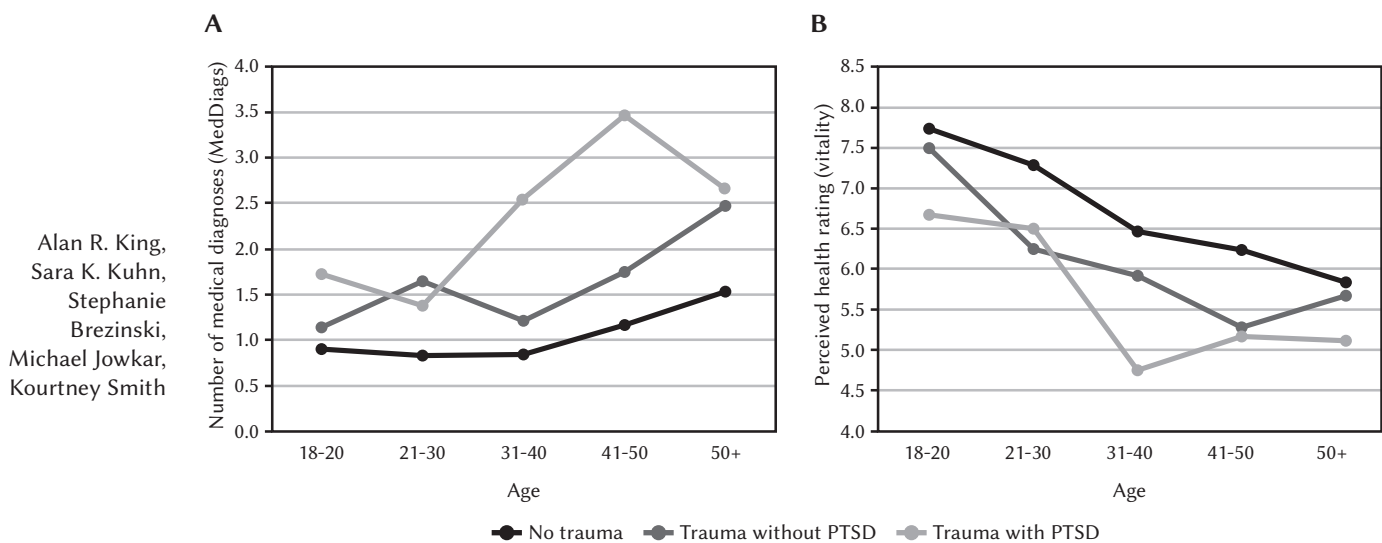 Alan R. King,
Sara K. Kuhn,
Stephanie
Brezinski,
Michael Jowkar,
Kourtney Smith
A
Number of medical diagnoses (MedDiags)
4.0
3.5
3.0
2.5
2.0
1.5
1.0
0.5
0.0
18-20 21-30 31-40 41-50 50+
Age
B
Perceived health rating (vitality)
8.5
8.0
7.5
7.0
6.5
6.0
5.5
5.0
4.5
4.0
18-20 21-30 31-40 41-50 50+
Age
No trauma Trauma without PTSD Trauma with PTSD